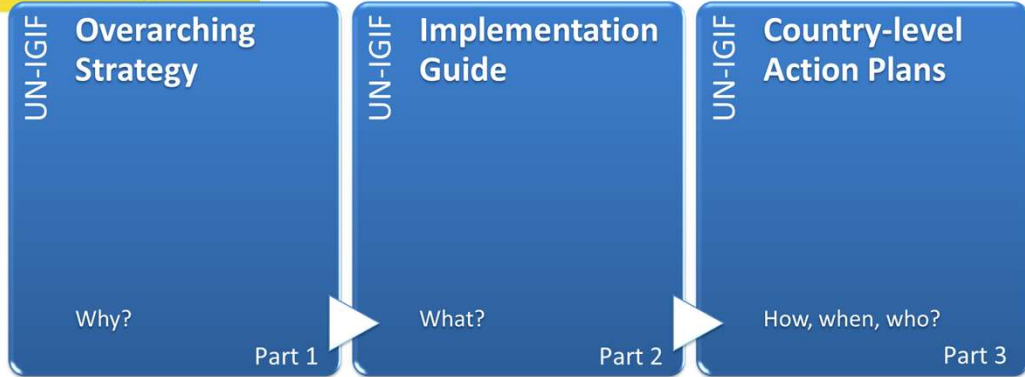 UN-IGIF
Overarching
Strategy
Why?
Part 1
UN-IGIF
Implementation
Guide
What?
Part 2
UN-IGIF
Country-level
Action Plans
How, when, who?
Part 3